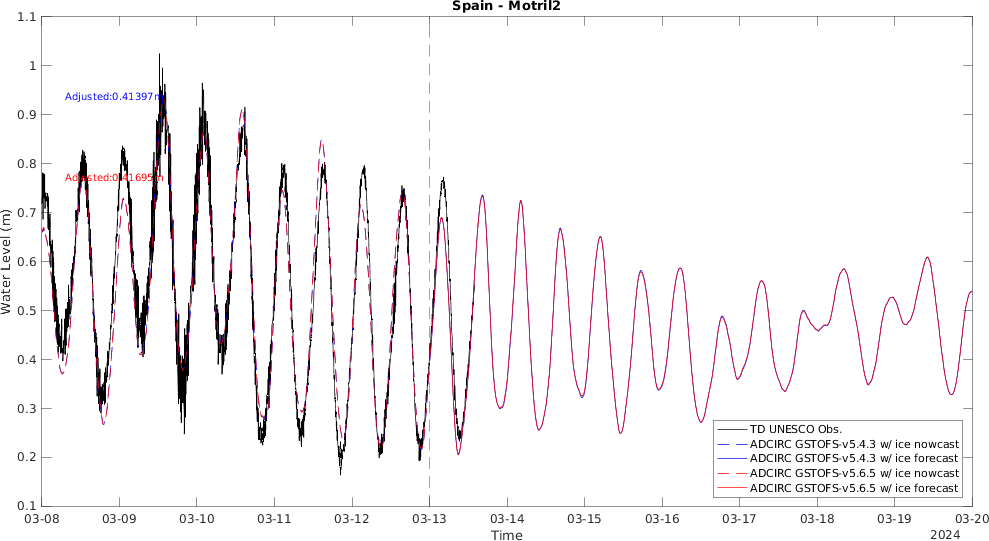 Spain - Motril2
1.1
1
0.9
0.8
0.7
0.6
0.5
0.4
0.3
0.2
0.1
Water Level (m)
Adjusted:0.41397m
Adjusted:0.41695m
TD UNESCO Obs.
ADCIRC GSTOFS-v5.4.3 w/ ice nowcast
ADCIRC GSTOFS-v5.4.3 w/ ice forecast
ADCIRC GSTOFS-v5.6.5 w/ ice nowcast
ADCIRC GSTOFS-v5.6.5 w/ ice forecast
03-08 03-09 03-10 03-11 03-12 03-13 03-14 03-15 03-16 03-17 03-18 03-19 03-20
Time
2024